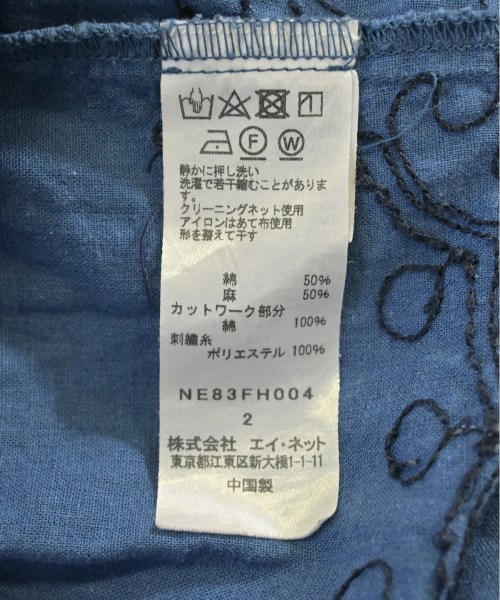 F W
静かに押し洗い
洗濯で若干縮むことがありま
す。
クリーニングネット使用
アイロンはあて布使用
形を整えて干す
綿 50%
麻 50%
カットワーク部分
綿 100%
刺繍糸
ポリエステル 100%
NE83FH004
2
株式会社 エイ・ネット
東京都江東区新大橋1-1-11
中国製